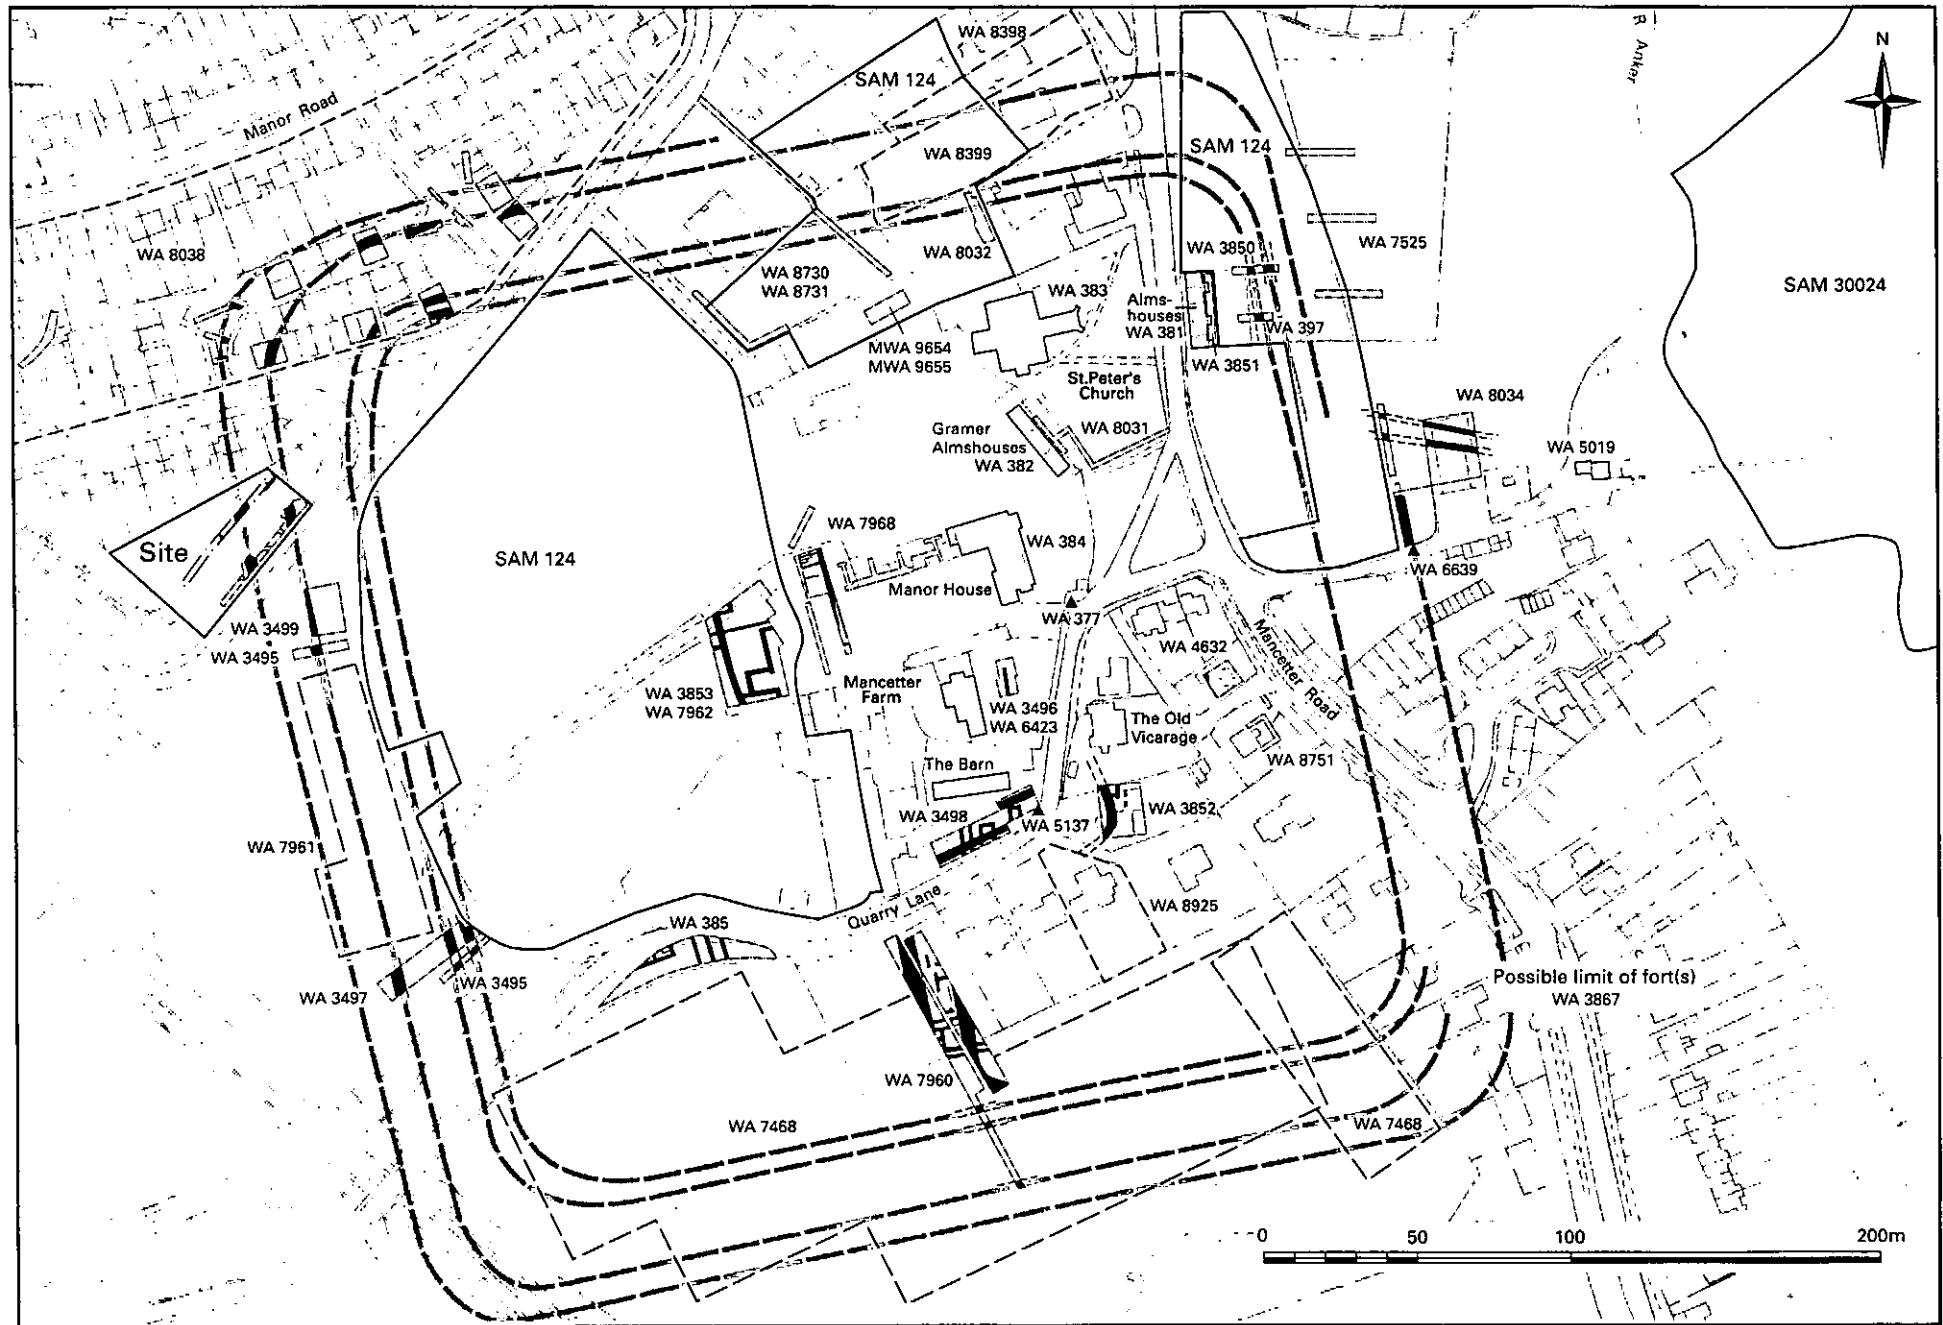 WA 8398
SAM 124
N
R Anker
Manor Road
WA 8399
SAM 124
WA 8038
WA 8032
WA 3850
WA 7525
WA 8730
WA 8731
WA 383
Alms-
houses
WA 381
SAM 30024
WA 397
MWA 9654
MWA 9655
WA 3851
St.Peter's
Church
WA 8034
Gramer
Almshouses
WA 382
WA 8031
WA 5019
Site
SAM 124
WA 7968
WA 384
WA 6639
Manor House
WA 377
WA 3499
WA 3495
WA 4632
Mancetter Road
WA 3853
WA 7962
Mancetter
Farm
WA 3496
WA 6423
The Old
Vicarage
WA 8751
The Barn
WA 3498
WA 5137
WA 3852
WA 7961
Quarry Lane
WA 8925
WA 385
WA 3497
WA 3495
Possible limit of fort(s)
WA 3867
WA 7960
WA 7468
WA 7468
0 50 100 200m